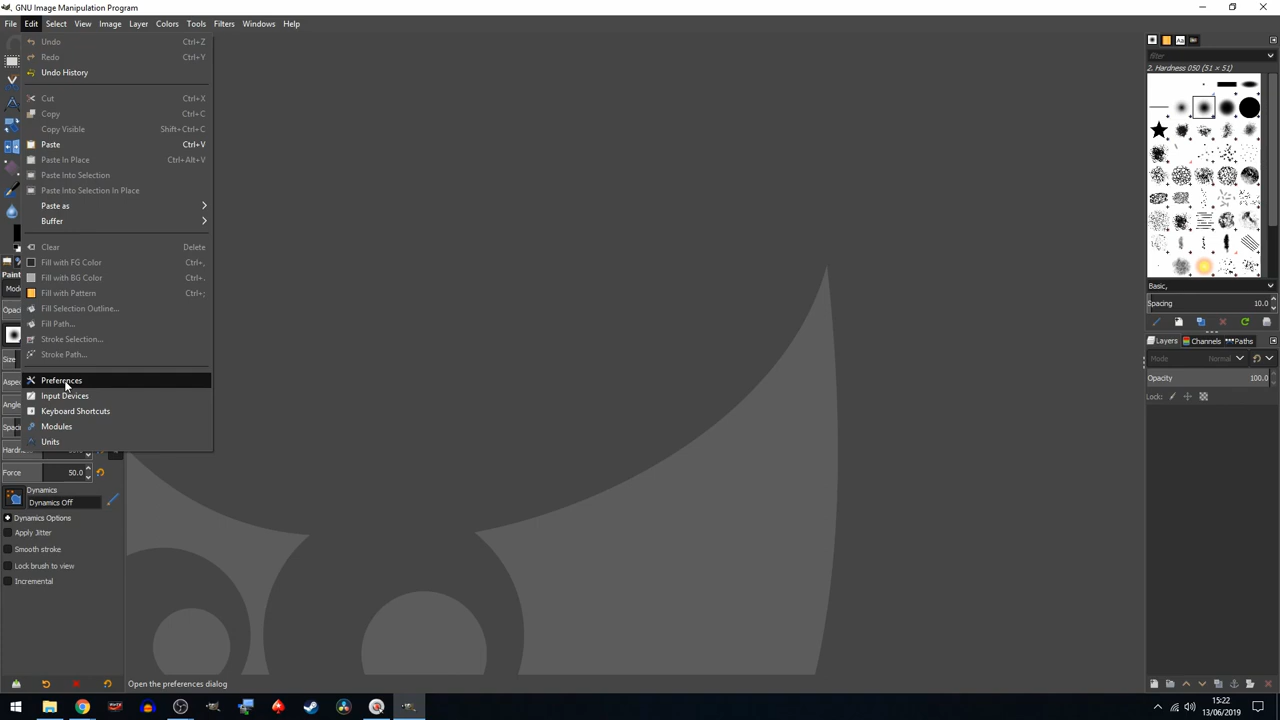 GNU Image Manipulation Program
File Edit Select View Image Layer Colors Tools Filters Windows Help
Undo Ctrl+Z
Redo Ctrl+Y
Undo History
Cut Ctrl+X
Copy Ctrl+C
Copy Visible Shift+Ctrl+C
Paste Ctrl+V
Paste In Place Ctrl+Alt+V
Paste Into Selection
Paste Into Selection In Place
Paste as
Buffer
Clear Delete
Fill with FG Color Ctrl+,
Fill with BG Color Ctrl+.
Fill with Pattern Ctrl+;
Fill Selection Outline...
Fill Path...
Stroke Selection...
Stroke Path...
Preferences
Input Devices
Keyboard Shortcuts
Modules
Units
Force 50.0
Dynamics
Dynamics Off
Dynamics Options
Apply Jitter
Smooth stroke
Lock brush to view
Incremental
Open the preferences dialog
filter
2. Hardness 050 (51 × 51)
Basic,
Spacing 10.0
Layers Channels Paths
Mode Normal
Opacity 100.0
Lock:
15:22
13/06/2019